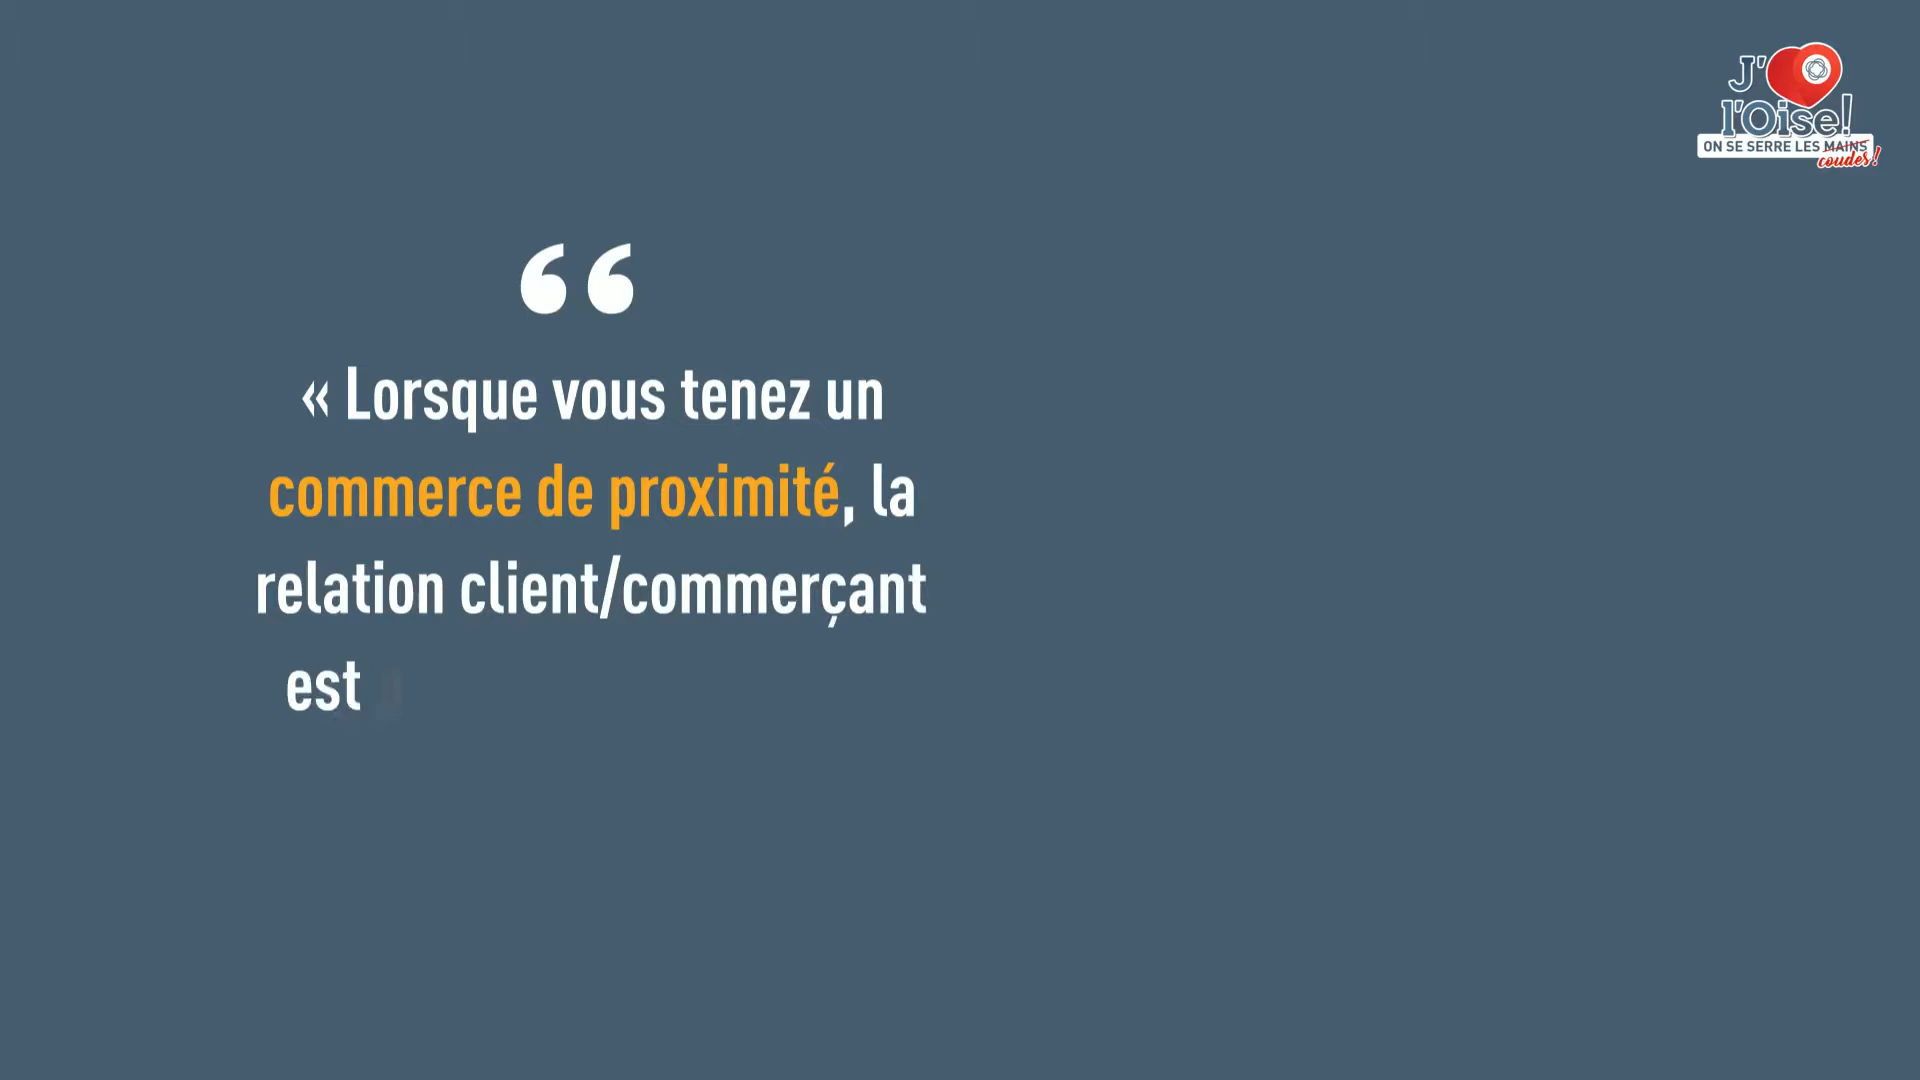 J'
l'Oise!
ON SE SERRE LES MAINS
coudes !
“
« Lorsque vous tenez un
commerce de proximité, la
relation client/commerçant
est